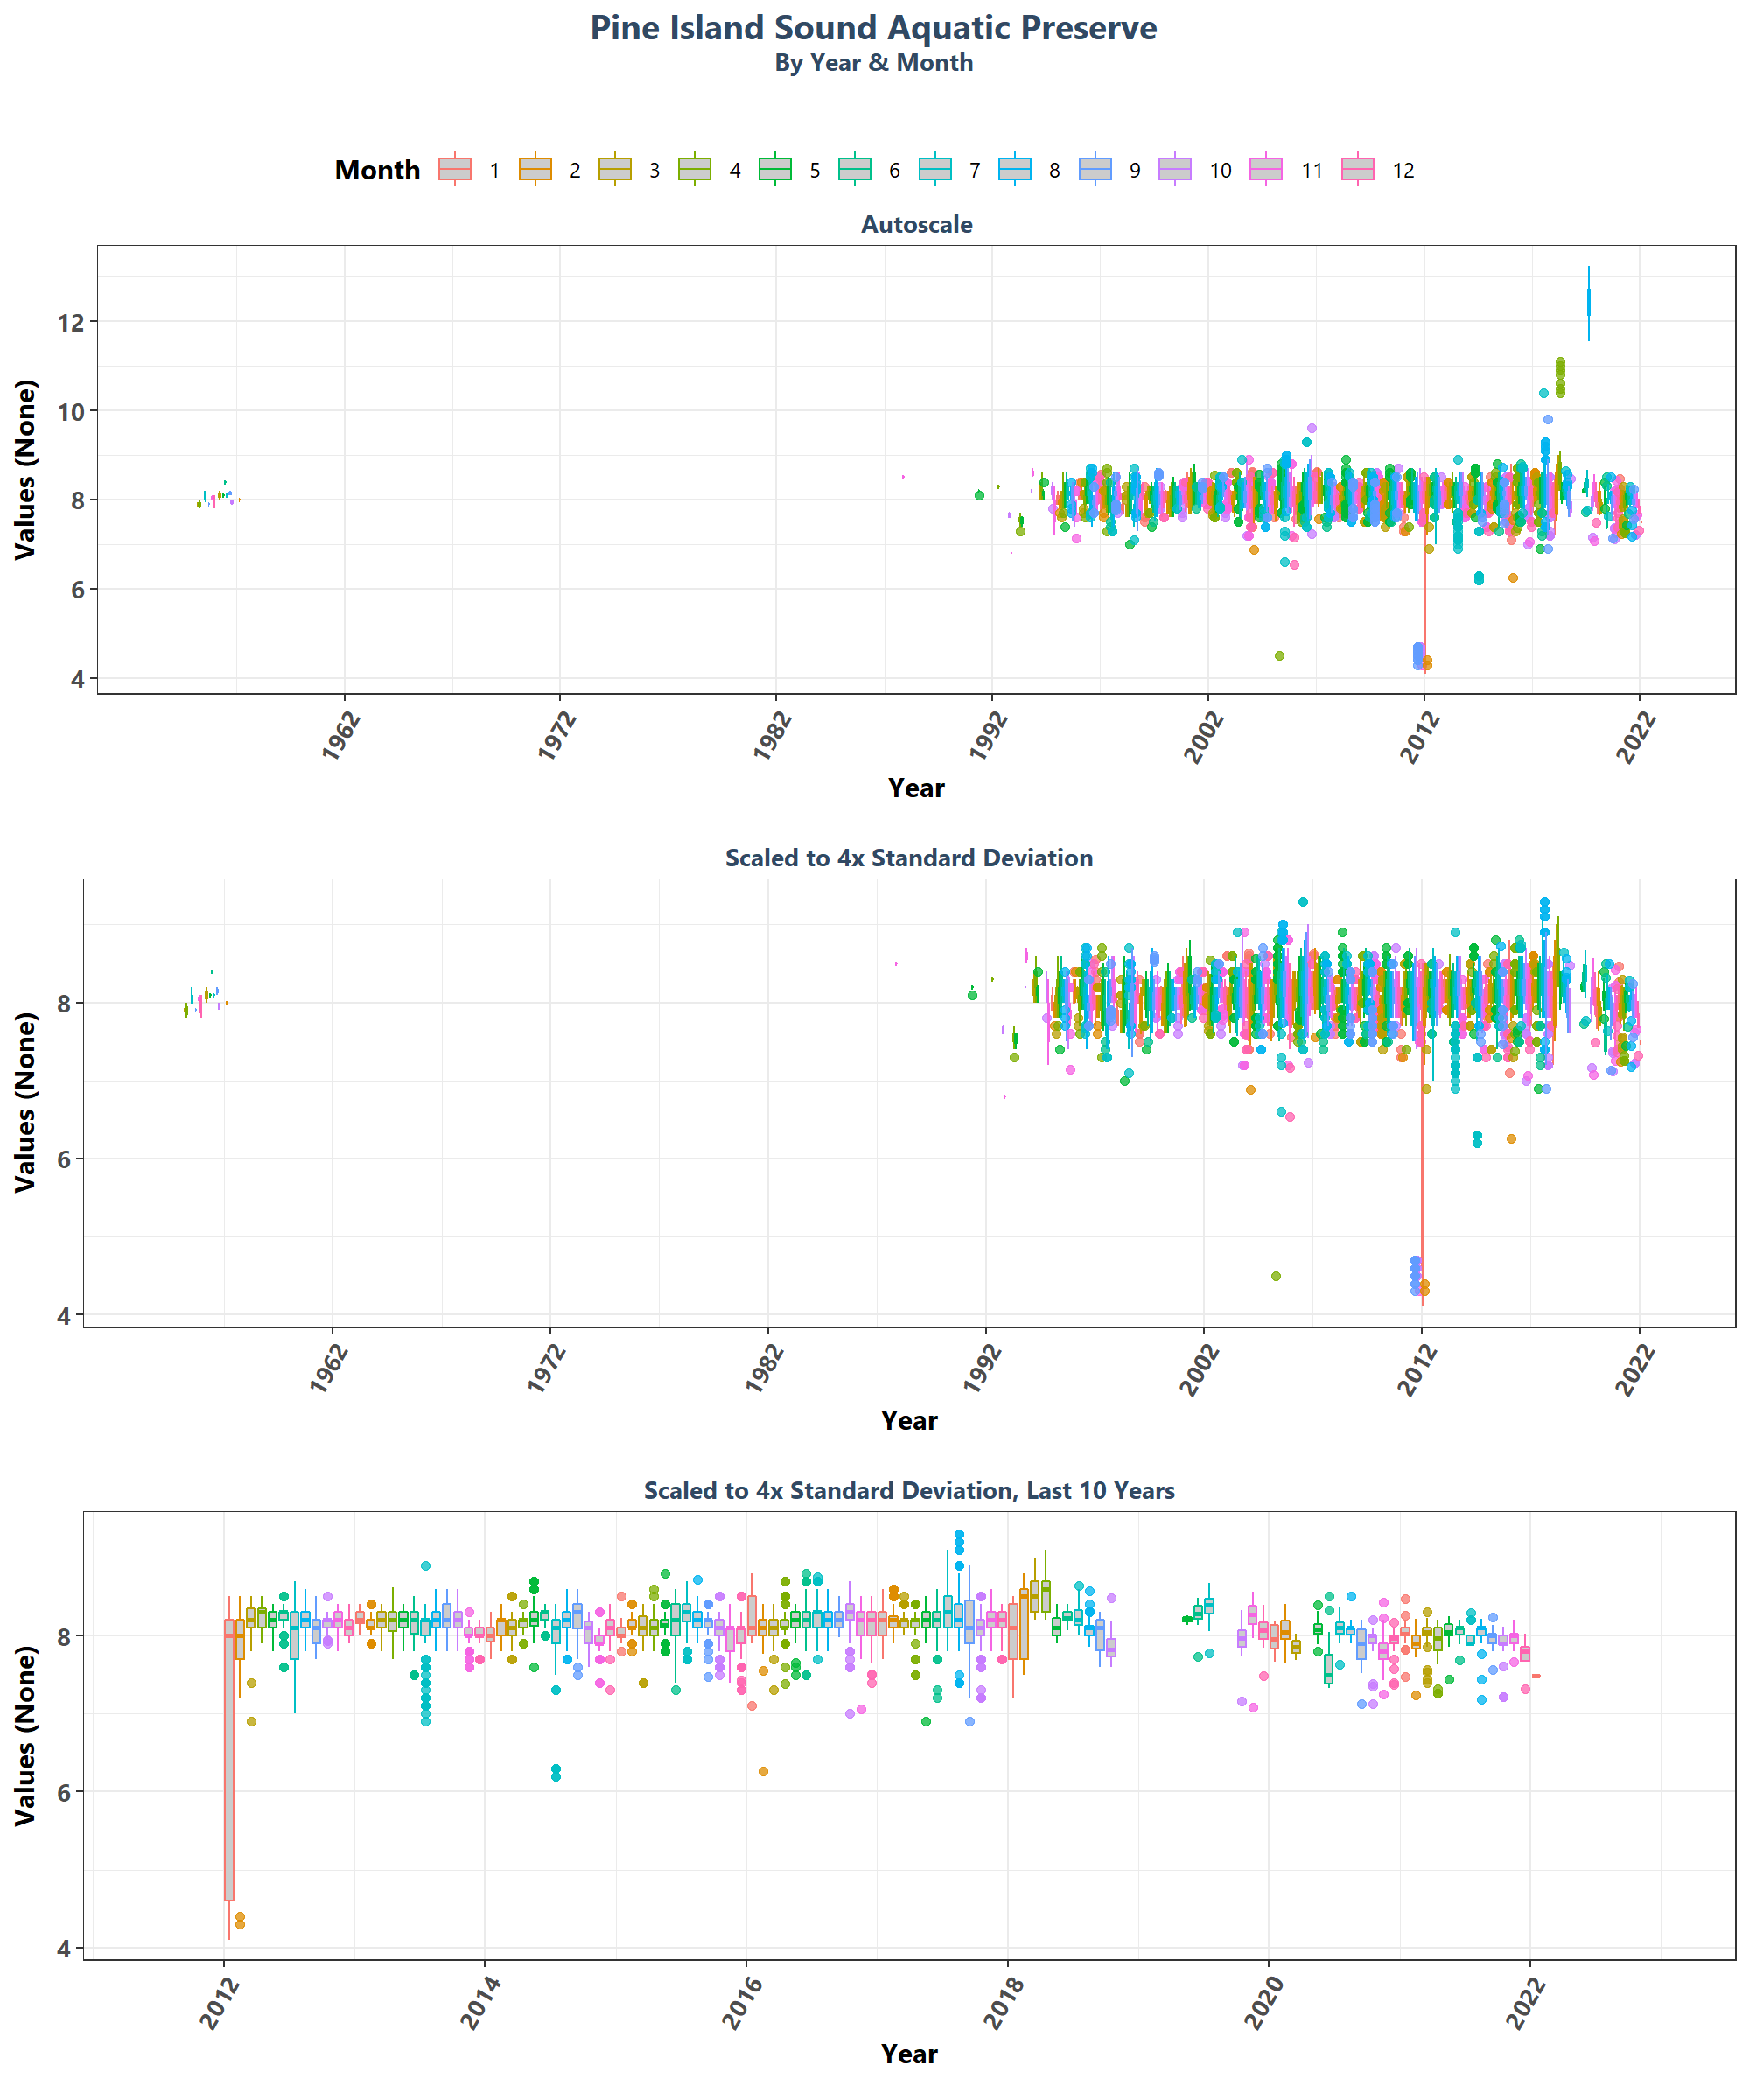 Pine Island Sound Aquatic Preserve
By Year & Month
Month 1 2 3 4 5 6 7 8 9 10 11 12
Autoscale
Values (None)
12
10
8
6
4
1962 1972 1982 1992 2002 2012 2022
Year
Scaled to 4x Standard Deviation
Values (None)
8
6
4
1962 1972 1982 1992 2002 2012 2022
Year
Scaled to 4x Standard Deviation, Last 10 Years
Values (None)
8
6
4
2012 2014 2016 2018 2020 2022
Year